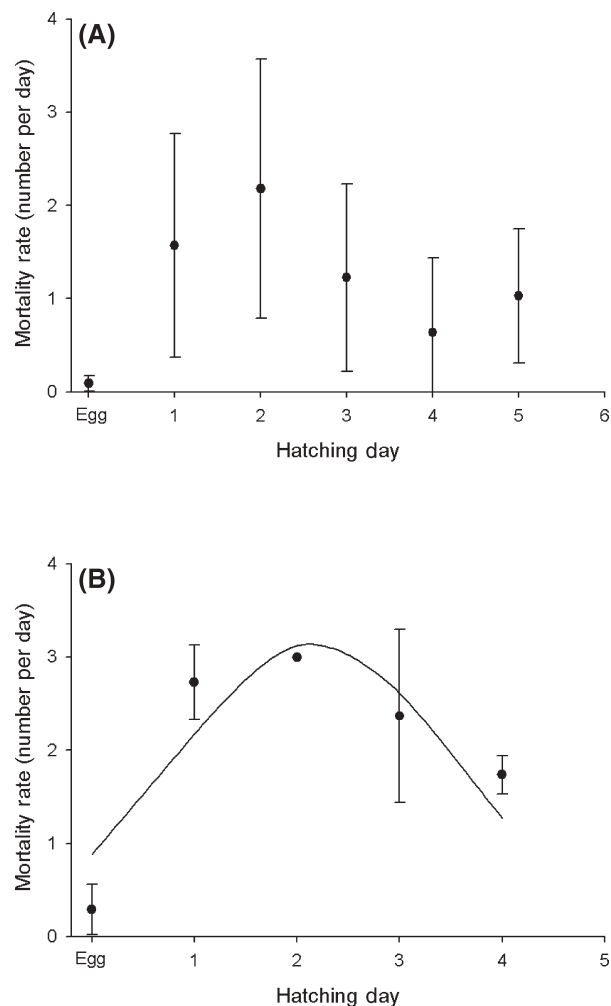 (A)
4
3
2
1
0
Mortality rate (number per day)
Egg 1 2 3 4 5 6
Hatching day
(B)
4
3
2
1
0
Mortality rate (number per day)
Egg 1 2 3 4 5
Hatching day